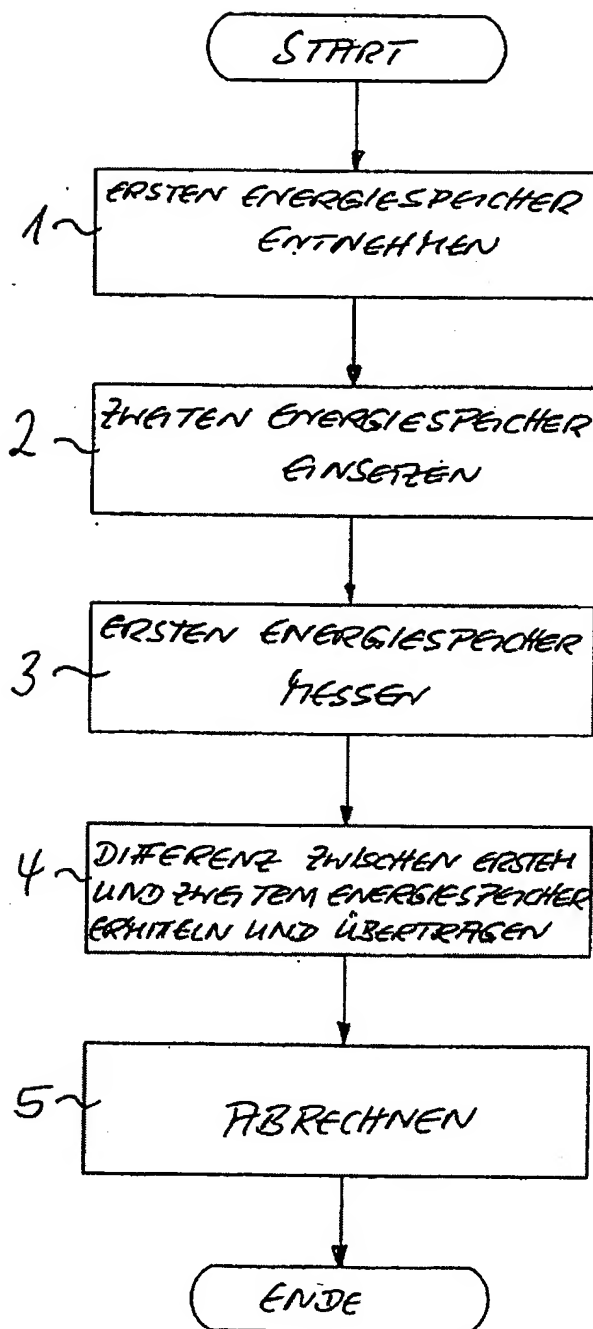 START
1 ERSTEN ENERGIESPEICHER
ENTNEHMEN
2 ZWEITEN ENERGIESPEICHER
EINSETZEN
3 ERSTEN ENERGIESPEICHER
MESSEN
4 DIFFERENZ ZWISCHEN ERSTEM
UND ZWEITEM ENERGIESPEICHER
ERMITTELN UND ÜBERTRAGEN
5 ABRECHNEN
ENDE